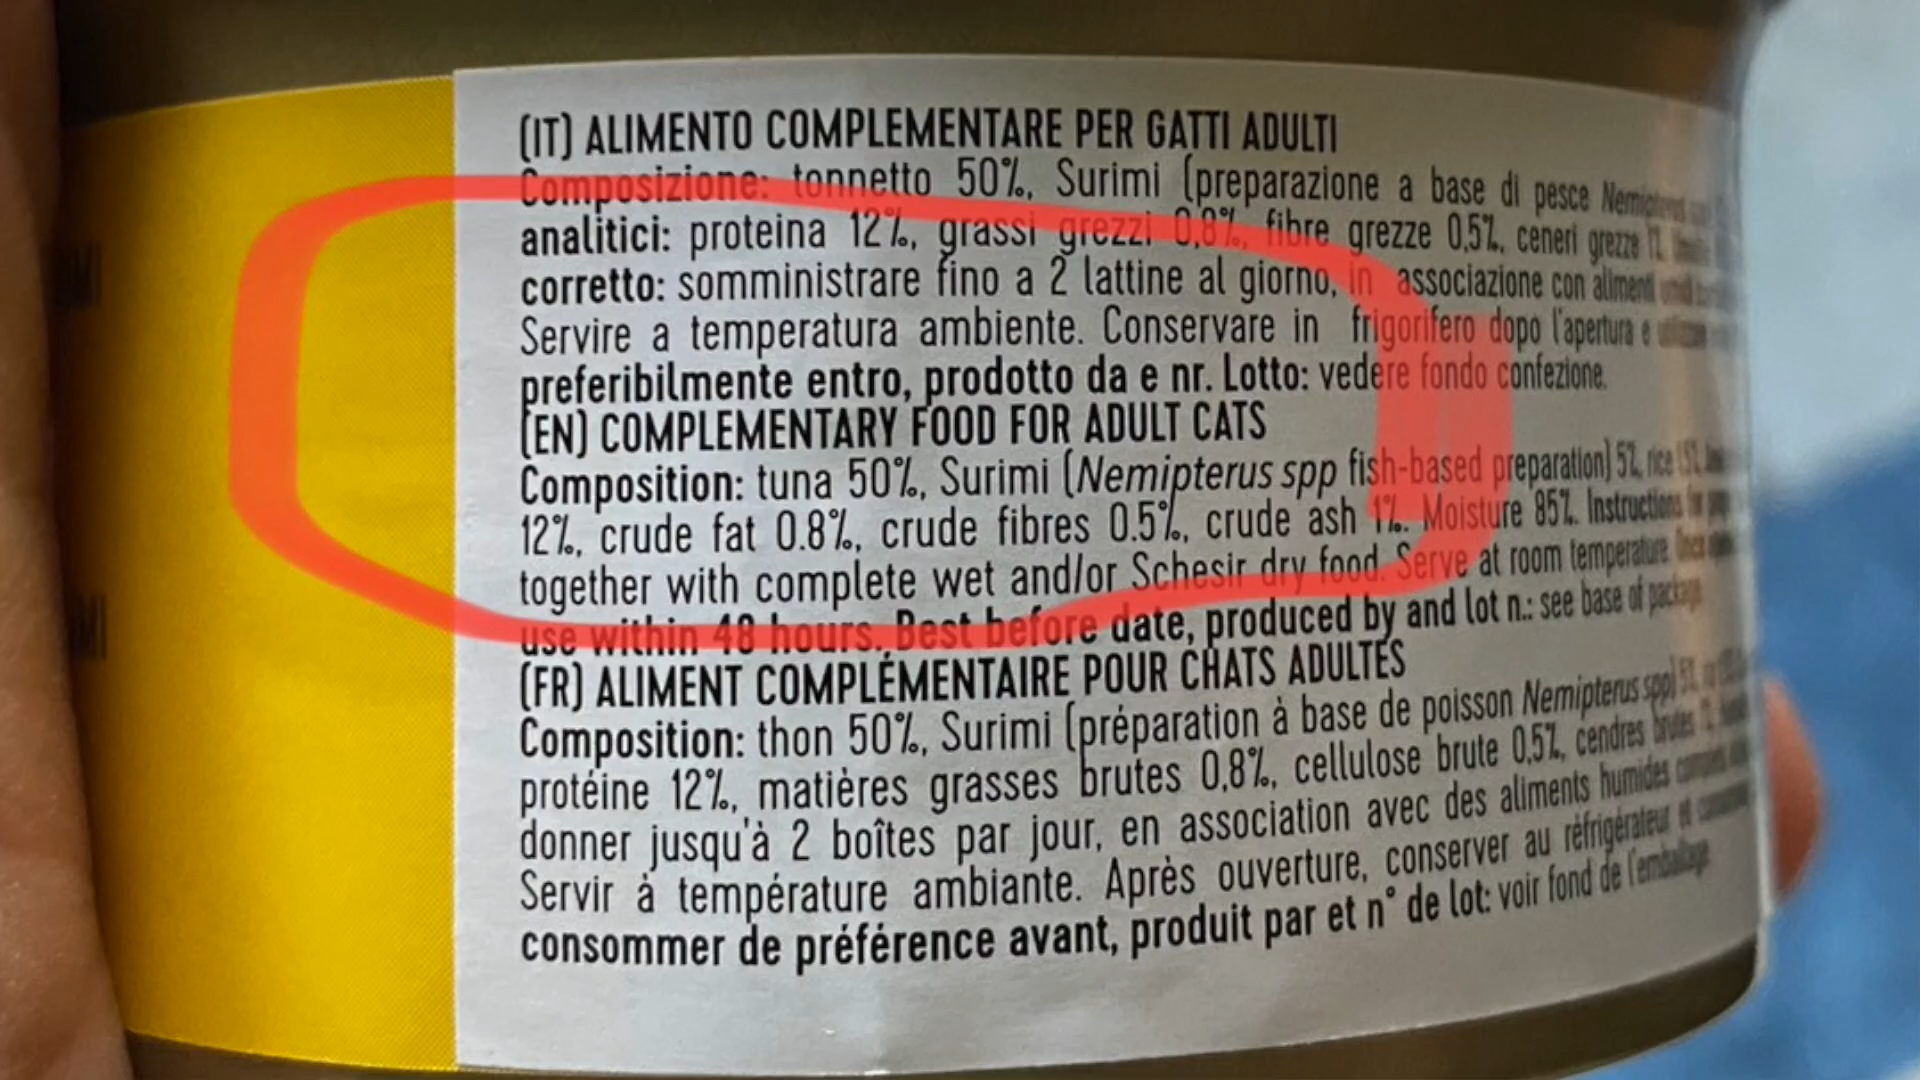 (IT) ALIMENTO COMPLEMENTARE PER GATTI ADULTI
Composizione: tonnetto 50%, Surimi (preparazione a base di pesce Nemipterus
analitici: proteina 12%, grassi grezzi 0,8%, fibre grezze 0,5%, ceneri grezze 1%.
corretto: somministrare fino a 2 lattine al giorno, in associazione con alimenti
Servire a temperatura ambiente. Conservare in frigorifero dopo l'apertura e
preferibilmente entro, prodotto da e nr. Lotto: vedere fondo confezione.
(EN) COMPLEMENTARY FOOD FOR ADULT CATS
Composition: tuna 50%, Surimi (Nemipterus spp fish-based preparation) 5%, rice
12%, crude fat 0.8%, crude fibres 0.5%, crude ash 1%. Moisture 85%. Instructions for
together with complete wet and/or Schesir dry food. Serve at room temperature.
use within 48 hours. Best before date, produced by and lot n.: see base of package
(FR) ALIMENT COMPLÉMENTAIRE POUR CHATS ADULTES
Composition: thon 50%, Surimi (préparation à base de poisson Nemipterus spp) 5%,
protéine 12%, matières grasses brutes 0,8%, cellulose brute 0,5%, cendres brutes 1%,
donner jusqu'à 2 boîtes par jour, en association avec des aliments humides
Servir à température ambiante. Après ouverture, conserver au réfrigérateur et
consommer de préférence avant, produit par et n° de lot: voir fond de l'emballage